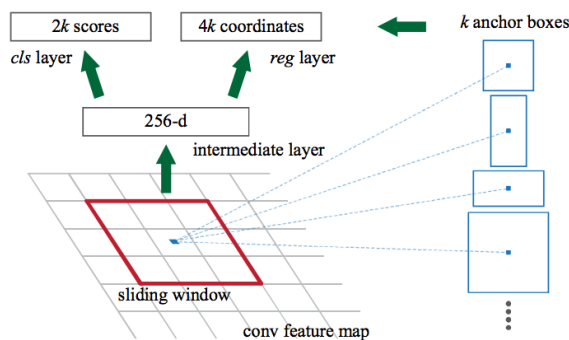 2k scores
4k coordinates
k anchor boxes
cls layer
reg layer
256-d
intermediate layer
sliding window
conv feature map